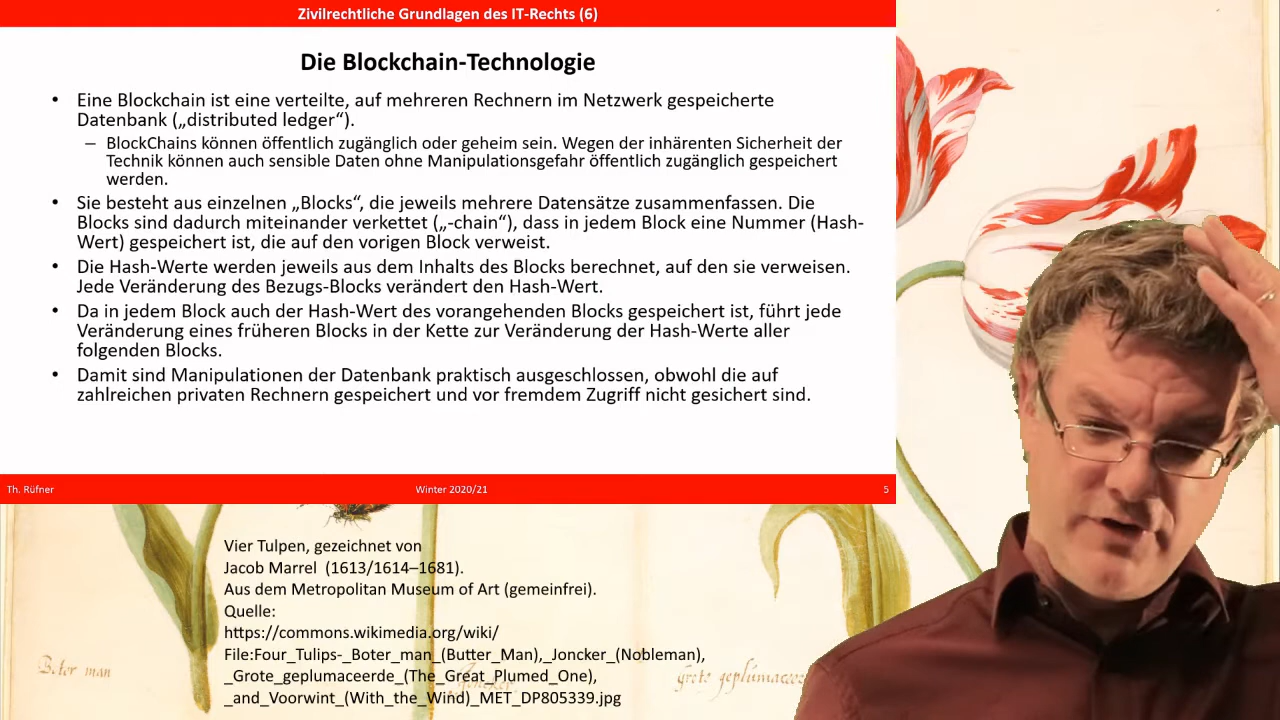 Zivilrechtliche Grundlagen des IT-Rechts (6)
Die Blockchain-Technologie
• Eine Blockchain ist eine verteilte, auf mehreren Rechnern im Netzwerk gespeicherte
Datenbank („distributed ledger“).
– BlockChains können öffentlich zugänglich oder geheim sein. Wegen der inhärenten Sicherheit der
Technik können auch sensible Daten ohne Manipulationsgefahr öffentlich zugänglich gespeichert
werden.
• Sie besteht aus einzelnen „Blocks“, die jeweils mehrere Datensätze zusammenfassen. Die
Blocks sind dadurch miteinander verkettet („-chain“), dass in jedem Block eine Nummer (Hash-
Wert) gespeichert ist, die auf den vorigen Block verweist.
• Die Hash-Werte werden jeweils aus dem Inhalts des Blocks berechnet, auf den sie verweisen.
Jede Veränderung des Bezugs-Blocks verändert den Hash-Wert.
• Da in jedem Block auch der Hash-Wert des vorangehenden Blocks gespeichert ist, führt jede
Veränderung eines früheren Blocks in der Kette zur Veränderung der Hash-Werte aller
folgenden Blocks.
• Damit sind Manipulationen der Datenbank praktisch ausgeschlossen, obwohl die auf
zahlreichen privaten Rechnern gespeichert und vor fremdem Zugriff nicht gesichert sind.
Th. Rüfner Winter 2020/21 5
Vier Tulpen, gezeichnet von
Jacob Marrel (1613/1614–1681).
Aus dem Metropolitan Museum of Art (gemeinfrei).
Quelle:
https://commons.wikimedia.org/wiki/
File:Four_Tulips-_Boter_man_(Butter_Man),_Joncker_(Nobleman),
_Grote_geplumaceerde_(The_Great_Plumed_One),
_and_Voorwint_(With_the_Wind)_MET_DP805339.jpg
Boter man
grote geplumaceer